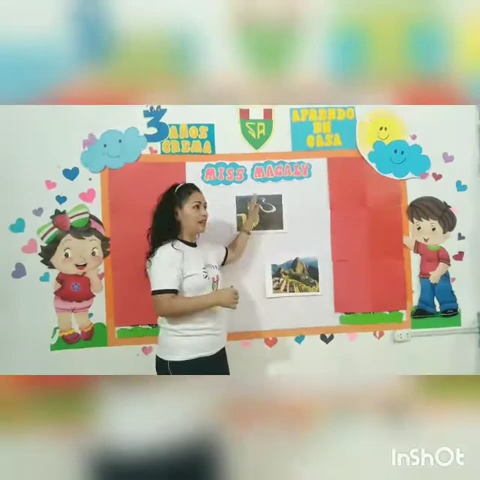 3 AÑOS
CREMA
SA
APRENDO
EN
CASA
MISS MAGALY
InShOt